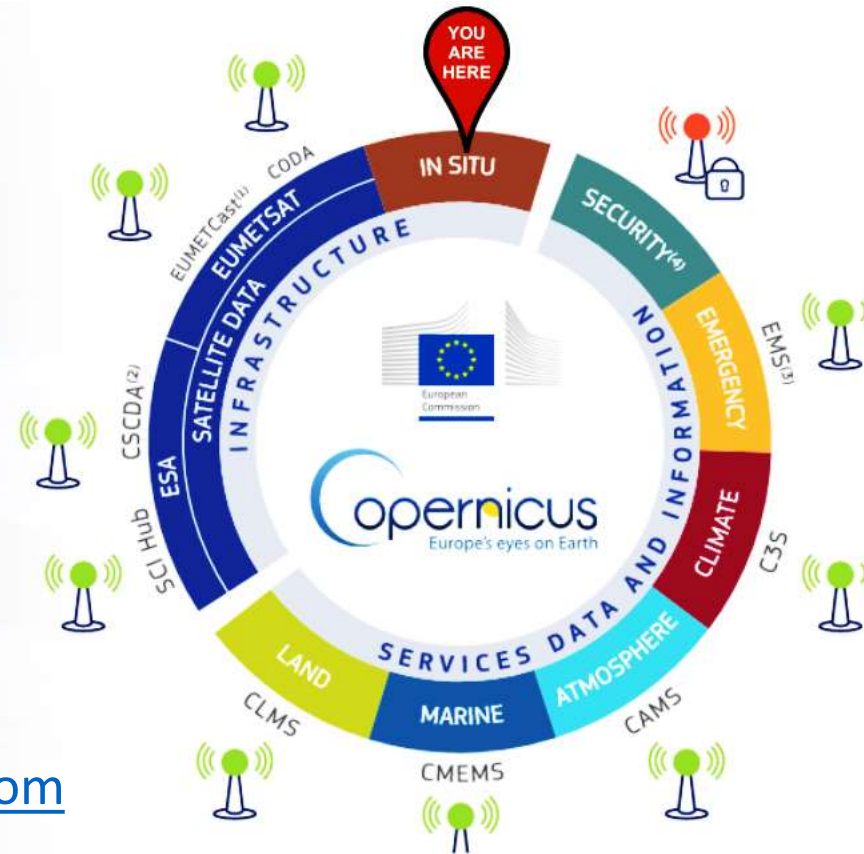 YOU
ARE
HERE
IN SITU
CODA
EUMETCast(1)
EUMETSAT
SATELLITE DATA
INFRASTRUCTURE
CSCDA(2)
ESA
SCI Hub
SECURITY(4)
EMERGENCY
EMS(3)
CLIMATE
C3S
ATMOSPHERE
CAMS
MARINE
CMEMS
LAND
CLMS
SERVICES DATA AND INFORMATION
European
Commission
Copernicus
Europe's eyes on Earth
om